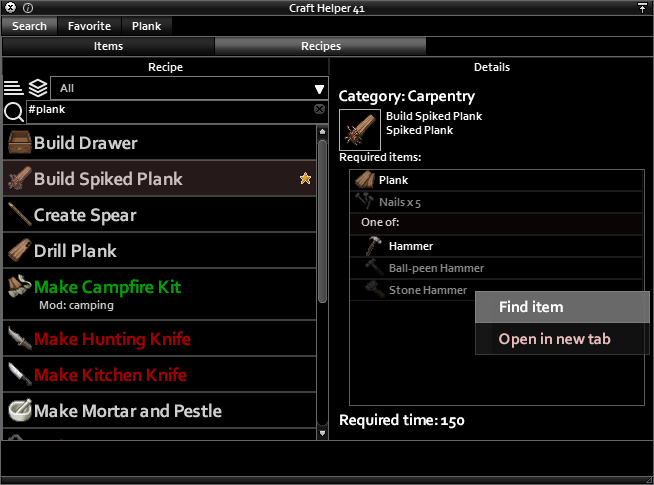 Craft Helper 41
Search Favorite Plank
Items Recipes
Recipe
All
#plank
Build Drawer
Build Spiked Plank
Create Spear
Drill Plank
Make Campfire Kit
Mod: camping
Make Hunting Knife
Make Kitchen Knife
Make Mortar and Pestle
Details
Category: Carpentry
Build Spiked Plank
Spiked Plank
Required items:
Plank
Nails x 5
One of:
Hammer
Ball-peen Hammer
Stone Hammer
Find item
Open in new tab
Required time: 150